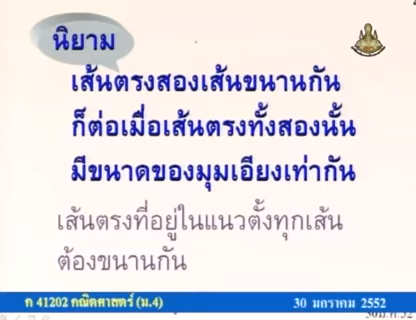 นิยาม
เส้นตรงสองเส้นขนานกัน
ก็ต่อเมื่อเส้นตรงทั้งสองนั้น
มีขนาดของมุมเอียงเท่ากัน
เส้นตรงที่อยู่ในแนวตั้งทุกเส้น
ต้องขนานกัน
ค 41202 คณิตศาสตร์ (ม.4) 30 มกราคม 2552